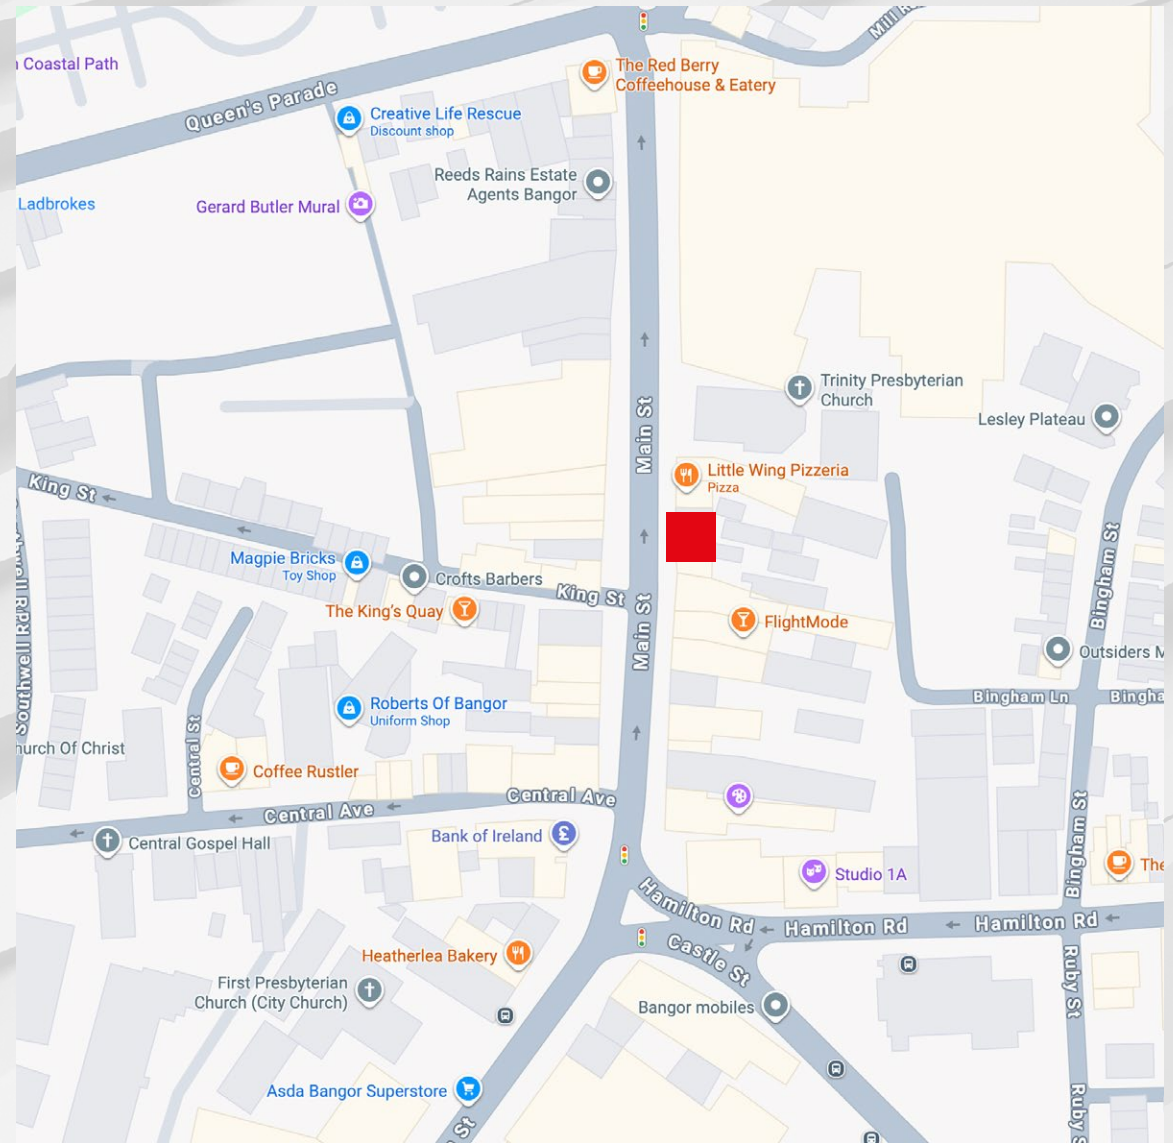 Mill R
Coastal Path
The Red Berry
Coffeehouse & Eatery
Queen's Parade
Creative Life Rescue
Discount shop
Reeds Rains Estate
Agents Bangor
Ladbrokes
Gerard Butler Mural
Trinity Presbyterian
Church
Lesley Plateau
Main St
Little Wing Pizzeria
Pizza
King St
Magpie Bricks
Toy Shop
Crofts Barbers
King St
The King's Quay
FlightMode
Main St
Bingham St
Outsiders M
Southwell Rd
Bingham Ln
Bingha
Roberts Of Bangor
Uniform Shop
hurch Of Christ
Central St
Coffee Rustler
Central Ave
Central Ave
Bank of Ireland
£
Central Gospel Hall
Bingham St
The
Studio 1A
Hamilton Rd
Hamilton Rd
Hamilton Rd
Castle St
Heatherlea Bakery
First Presbyterian
Church (City Church)
Ruby St
Bangor mobiles
Asda Bangor Superstore
St
Ruby S